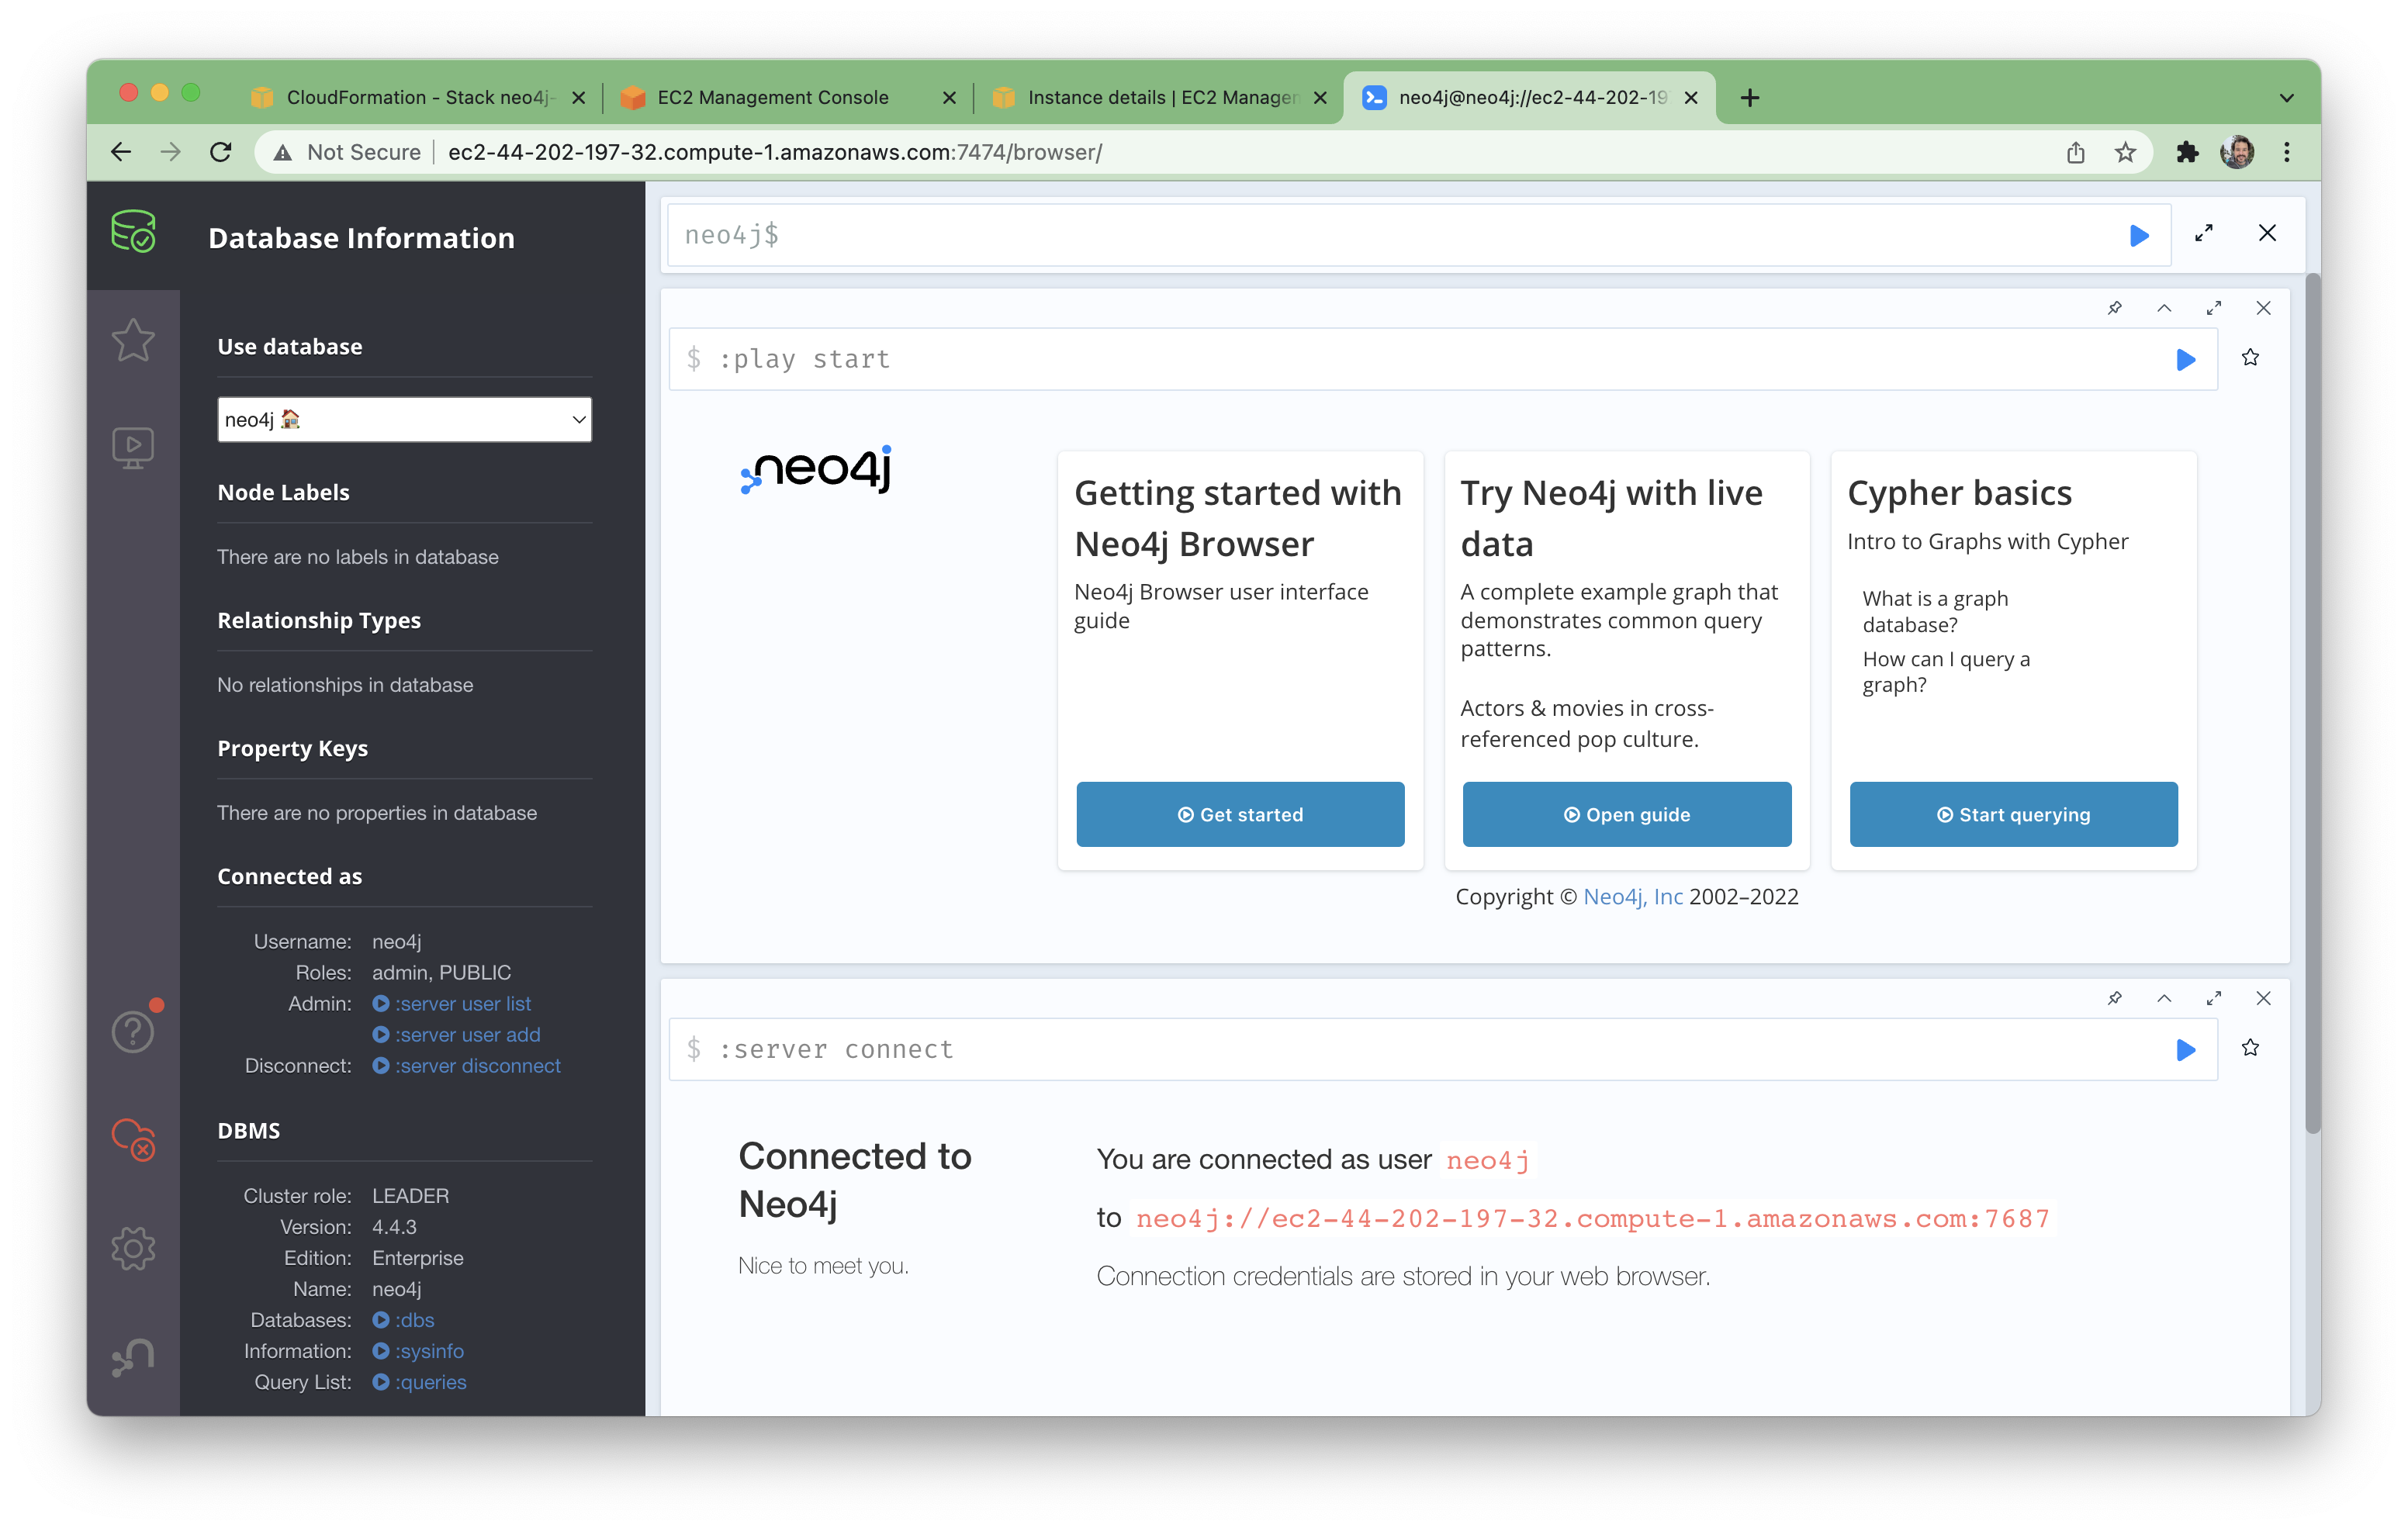 CloudFormation - Stack neo4j-
EC2 Management Console
Instance details | EC2 Managen
neo4j@neo4j://ec2-44-202-19
Not Secure
ec2-44-202-197-32.compute-1.amazonaws.com:7474/browser/
Database Information
Use database
neo4j
Node Labels
There are no labels in database
Relationship Types
No relationships in database
Property Keys
There are no properties in database
Connected as
Username: neo4j
Roles: admin, PUBLIC
Admin: :server user list
:server user add
Disconnect: :server disconnect
DBMS
Cluster role: LEADER
Version: 4.4.3
Edition: Enterprise
Name: neo4j
Databases: :dbs
Information: :sysinfo
Query List: :queries
neo4j$
$ :play start
neo4j
Getting started with
Neo4j Browser
Neo4j Browser user interface
guide
Get started
Try Neo4j with live
data
A complete example graph that
demonstrates common query
patterns.
Actors & movies in cross-
referenced pop culture.
Open guide
Cypher basics
Intro to Graphs with Cypher
What is a graph
database?
How can I query a
graph?
Start querying
Copyright © Neo4j, Inc 2002–2022
$ :server connect
Connected to
Neo4j
Nice to meet you.
You are connected as user neo4j
to neo4j://ec2-44-202-197-32.compute-1.amazonaws.com:7687
Connection credentials are stored in your web browser.